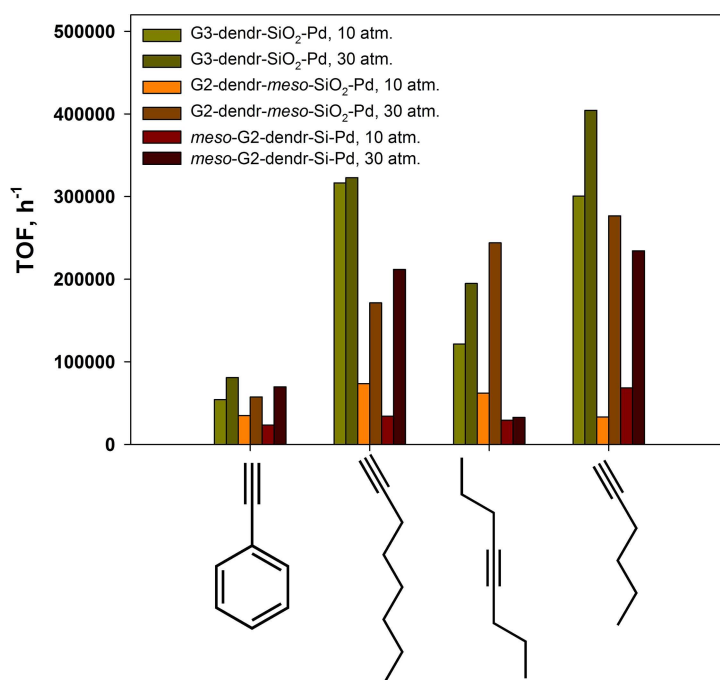 500000
400000
300000
200000
100000
0
TOF, h⁻¹
G3-dendr-SiO₂-Pd, 10 atm.
G3-dendr-SiO₂-Pd, 30 atm.
G2-dendr-meso-SiO₂-Pd, 10 atm.
G2-dendr-meso-SiO₂-Pd, 30 atm.
meso-G2-dendr-Si-Pd, 10 atm.
meso-G2-dendr-Si-Pd, 30 atm.